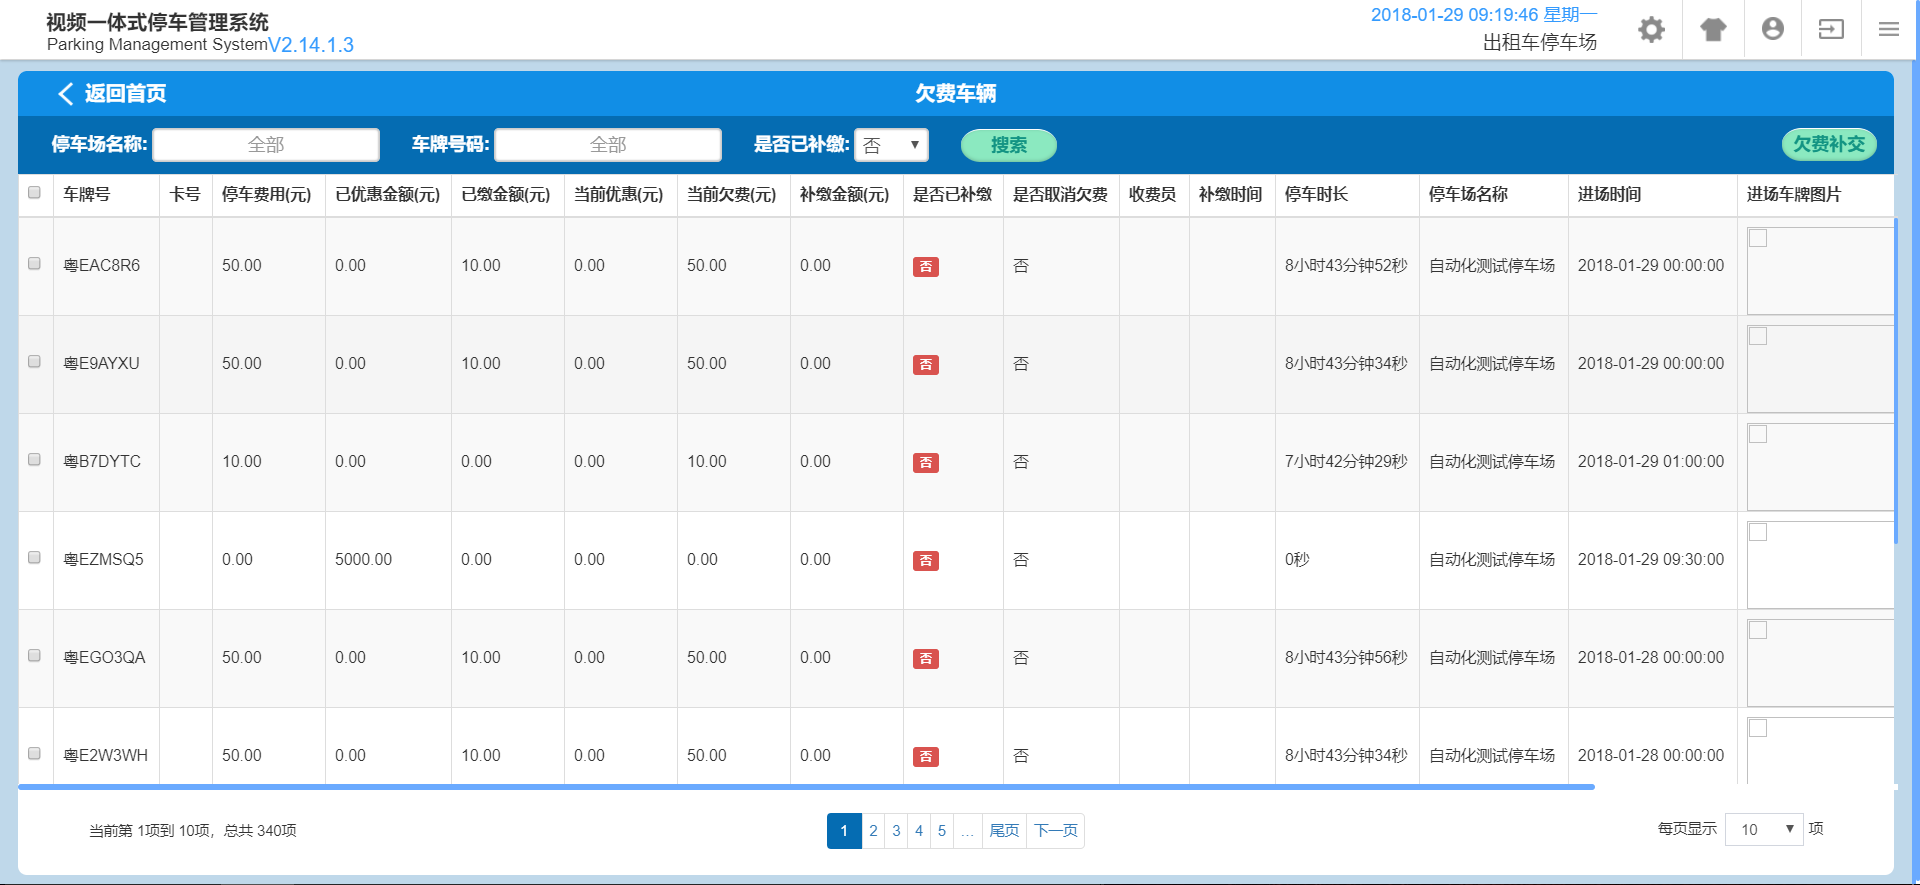 视频一体式停车管理系统
Parking Management SystemV2.14.1.3
2018-01-29 09:19:46 星期一
出租车停车场
返回首页
欠费车辆
停车场名称: 全部 车牌号码: 全部 是否已补缴: 否 搜索 欠费补交
车牌号 卡号 停车费用(元) 已优惠金额(元) 已缴金额(元) 当前优惠(元) 当前欠费(元) 补缴金额(元) 是否已补缴 是否取消欠费 收费员 补缴时间 停车时长 停车场名称 进场时间 进场车牌图片
粤EAC8R6 50.00 0.00 10.00 0.00 50.00 0.00 否 否 8小时43分钟52秒 自动化测试停车场 2018-01-29 00:00:00
粤E9AYXU 50.00 0.00 10.00 0.00 50.00 0.00 否 否 8小时43分钟34秒 自动化测试停车场 2018-01-29 00:00:00
粤B7DYTC 10.00 0.00 0.00 0.00 10.00 0.00 否 否 7小时42分钟29秒 自动化测试停车场 2018-01-29 01:00:00
粤EZMSQ5 0.00 5000.00 0.00 0.00 0.00 0.00 否 否 0秒 自动化测试停车场 2018-01-29 09:30:00
粤EGO3QA 50.00 0.00 10.00 0.00 50.00 0.00 否 否 8小时43分钟56秒 自动化测试停车场 2018-01-28 00:00:00
粤E2W3WH 50.00 0.00 10.00 0.00 50.00 0.00 否 否 8小时43分钟34秒 自动化测试停车场 2018-01-28 00:00:00
当前第 1项到 10项，总共 340项
1 2 3 4 5 ... 尾页 下一页
每页显示 10 项